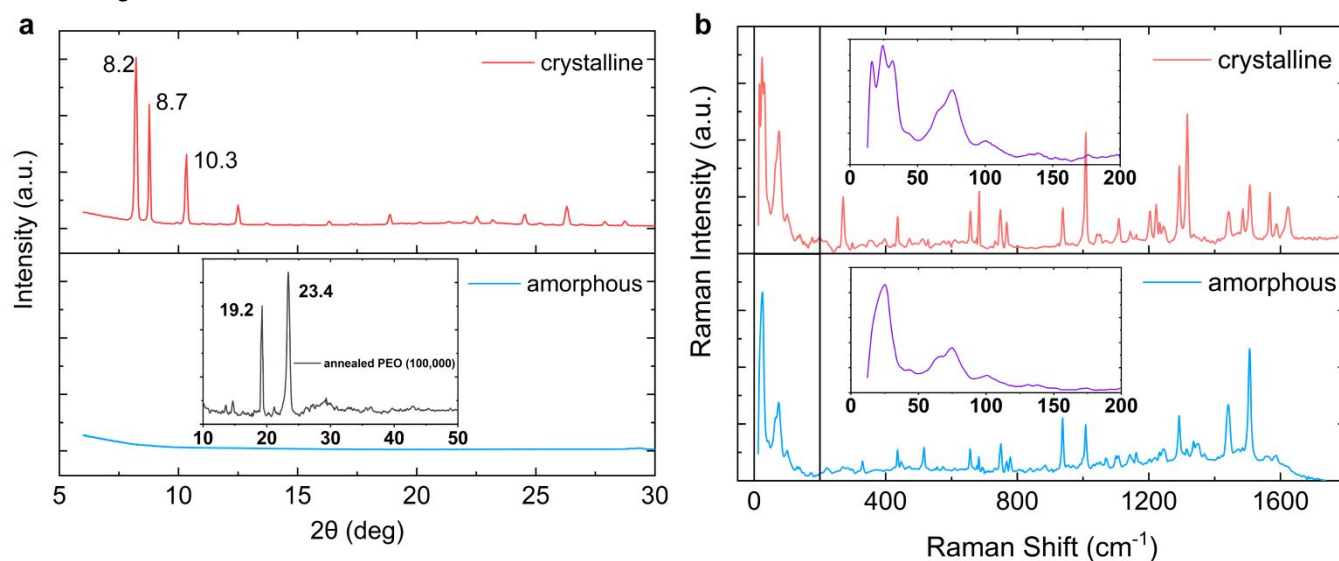 a
Intensity (a.u.)
8.2
8.7
10.3
crystalline
amorphous
19.2
23.4
annealed PEO (100,000)
10 20 30 40 50
5 10 15 20 25 30
2θ (deg)
b
Raman Intensity (a.u.)
crystalline
0 50 100 150 200
amorphous
0 50 100 150 200
0 400 800 1200 1600
Raman Shift (cm⁻¹)